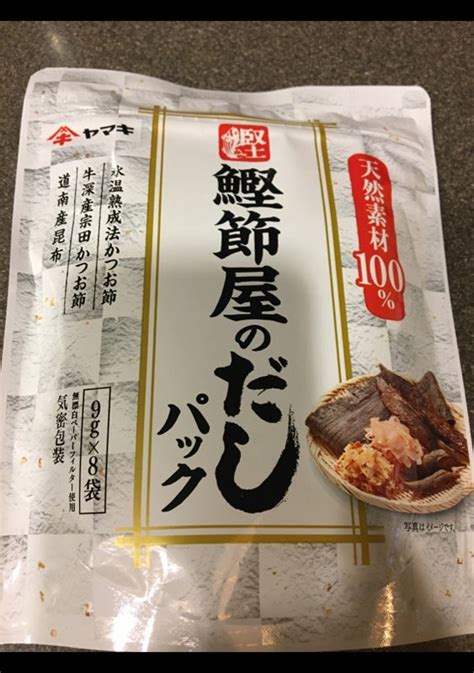 ヤマキ
天然素材
100%
鰹節屋の
だし
パック
氷温熟成法かつお節
牛深産宗田かつお節
道南産昆布
9g×8袋
無漂白ペーパーフィルター使用
気密包装
写真はイメージです。